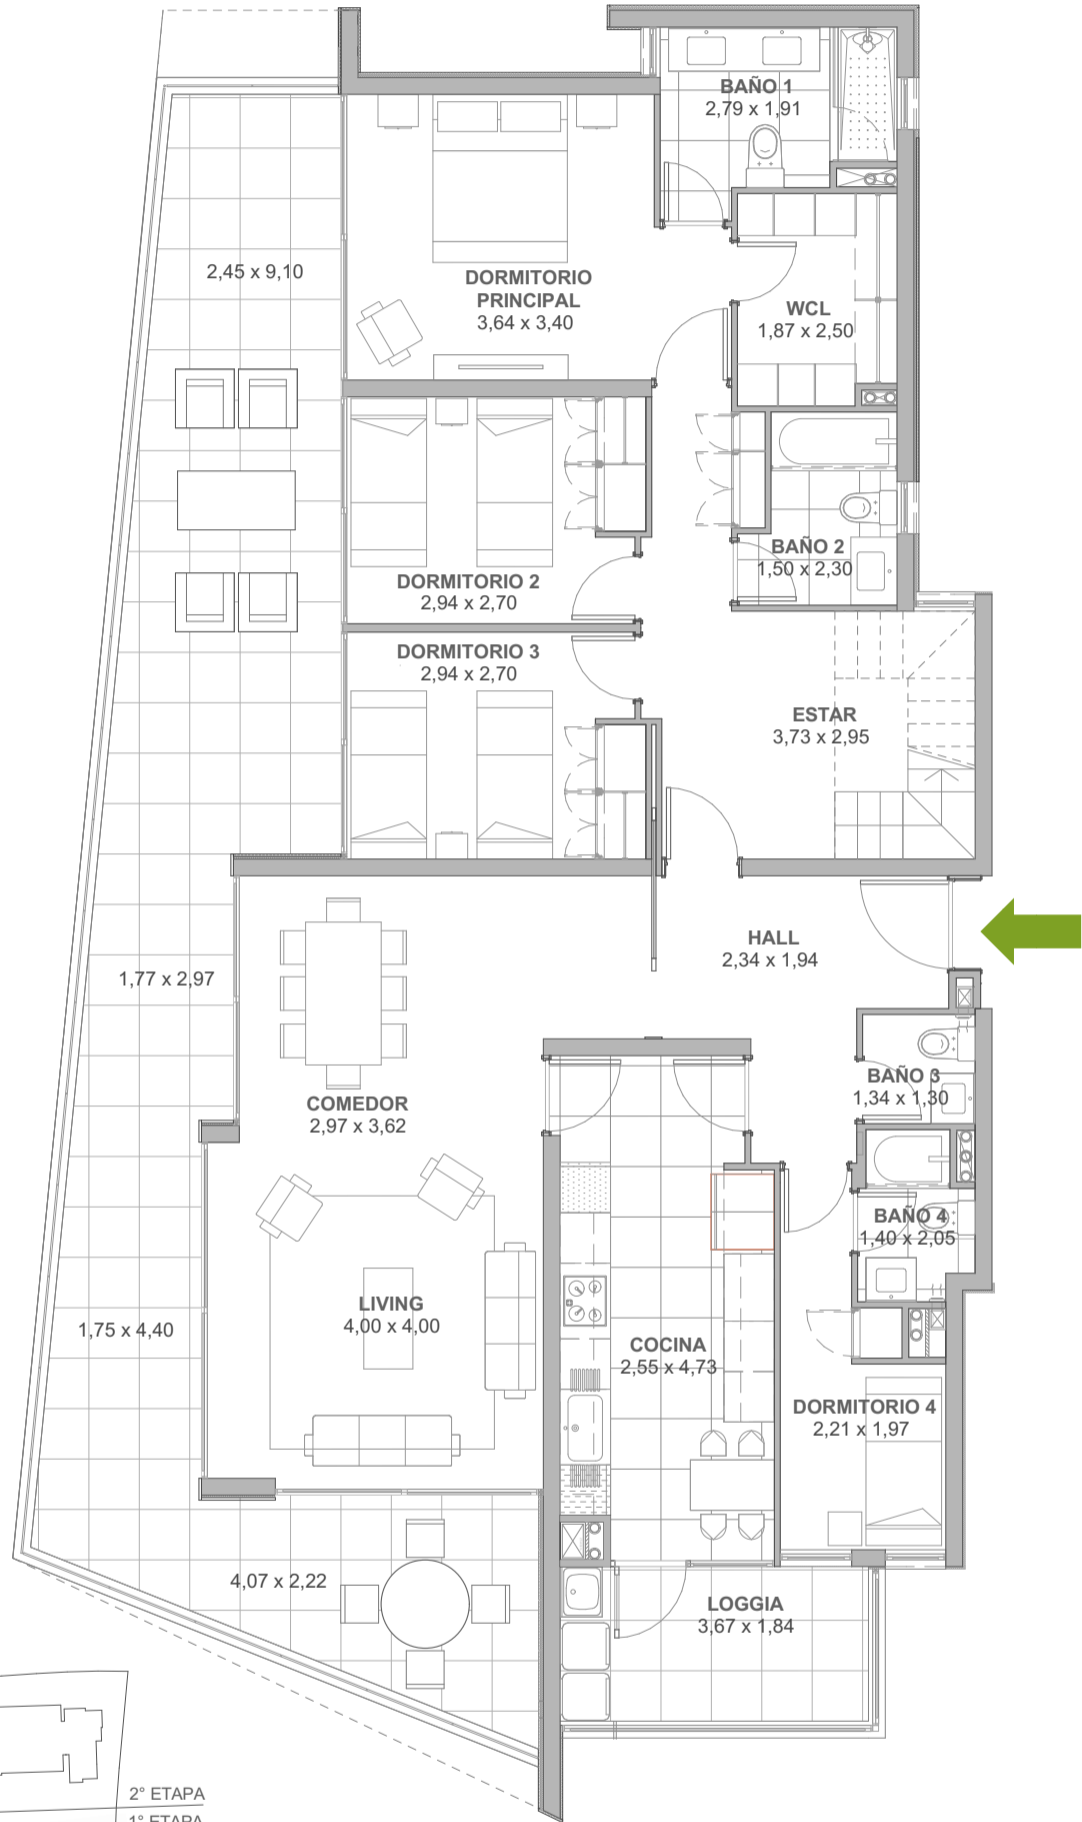 BAÑO 1
2,79 x 1,91
2,45 x 9,10
DORMITORIO
PRINCIPAL
3,64 x 3,40
WCL
1,87 x 2,50
BAÑO 2
1,50 x 2,30
DORMITORIO 2
2,94 x 2,70
DORMITORIO 3
2,94 x 2,70
ESTAR
3,73 x 2,95
HALL
2,34 x 1,94
1,77 x 2,97
BAÑO 3
1,34 x 1,30
COMEDOR
2,97 x 3,62
BAÑO 4
1,40 x 2,05
LIVING
4,00 x 4,00
1,75 x 4,40
COCINA
2,55 x 4,73
DORMITORIO 4
2,21 x 1,97
4,07 x 2,22
LOGGIA
3,67 x 1,84
2° ETAPA
1° ETAPA